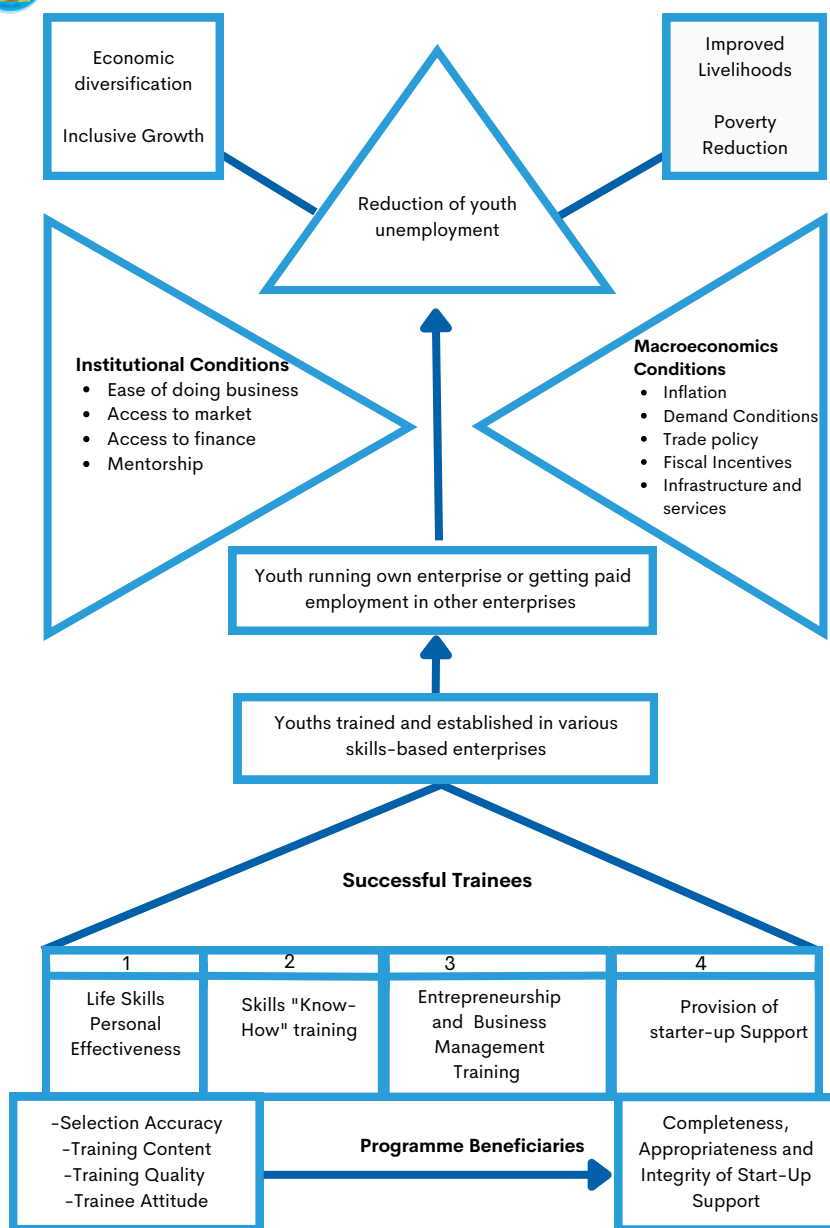 Economic
diversification
Inclusive Growth
Improved
Livelihoods
Poverty
Reduction
Reduction of youth
unemployment
Institutional Conditions
• Ease of doing business
• Access to market
• Access to finance
• Mentorship
Macroeconomics
Conditions
• Inflation
• Demand Conditions
• Trade policy
• Fiscal Incentives
• Infrastructure and
services
Youth running own enterprise or getting paid
employment in other enterprises
Youths trained and established in various
skills-based enterprises
Successful Trainees
1
Life Skills
Personal
Effectiveness
2
Skills "Know-
How" training
3
Entrepreneurship
and Business
Management
Training
4
Provision of
starter-up Support
-Selection Accuracy
-Training Content
-Training Quality
-Trainee Attitude
Programme Beneficiaries
Completeness,
Appropriateness and
Integrity of Start-Up
Support